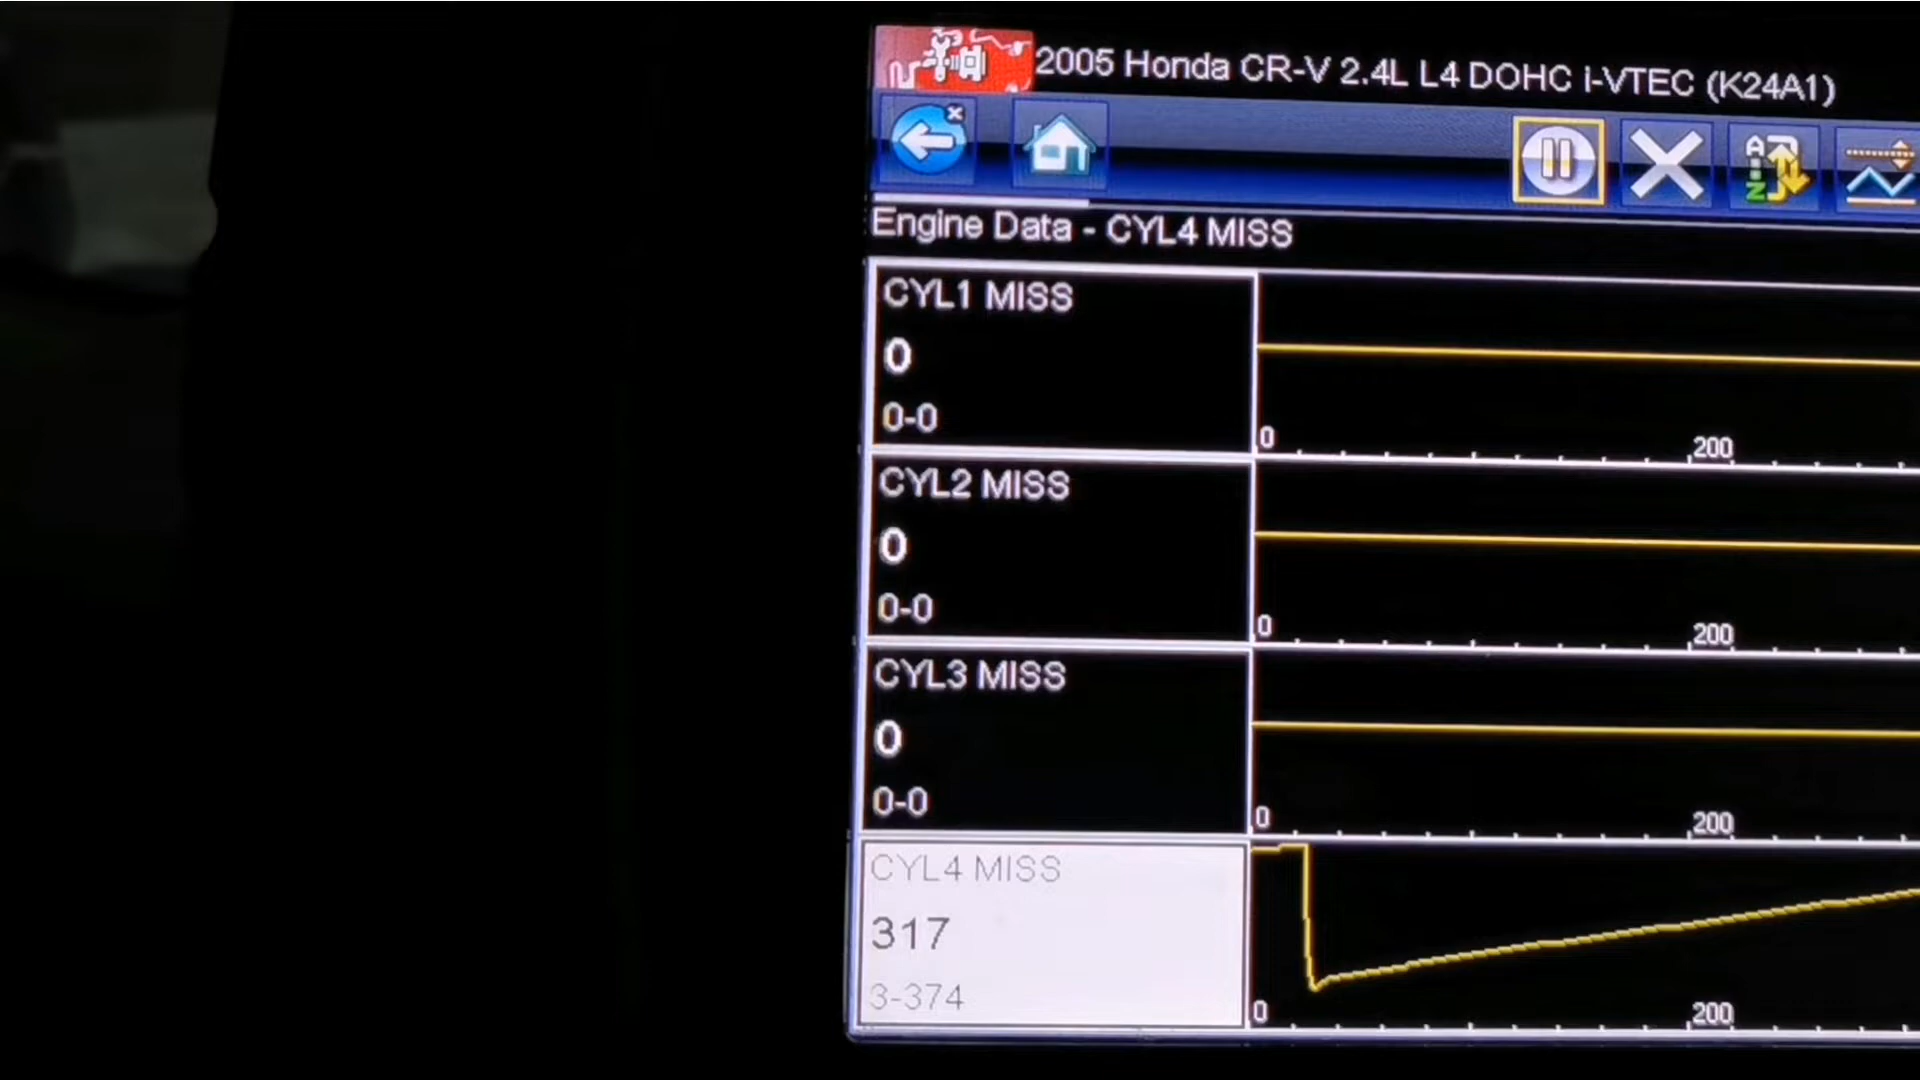 2005 Honda CR-V 2.4L L4 DOHC i-VTEC (K24A1)
A
Z
Engine Data - CYL4 MISS
CYL1 MISS
0
0-0
0 200
CYL2 MISS
0
0-0
0 200
CYL3 MISS
0
0-0
0 200
CYL4 MISS
317
3-374
0 200